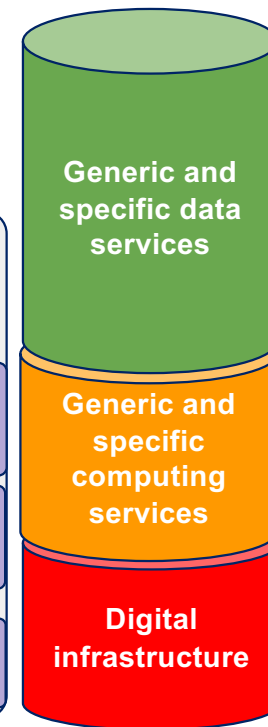 Generic and
specific data
services
Generic and
specific
computing
services
Digital
infrastructure